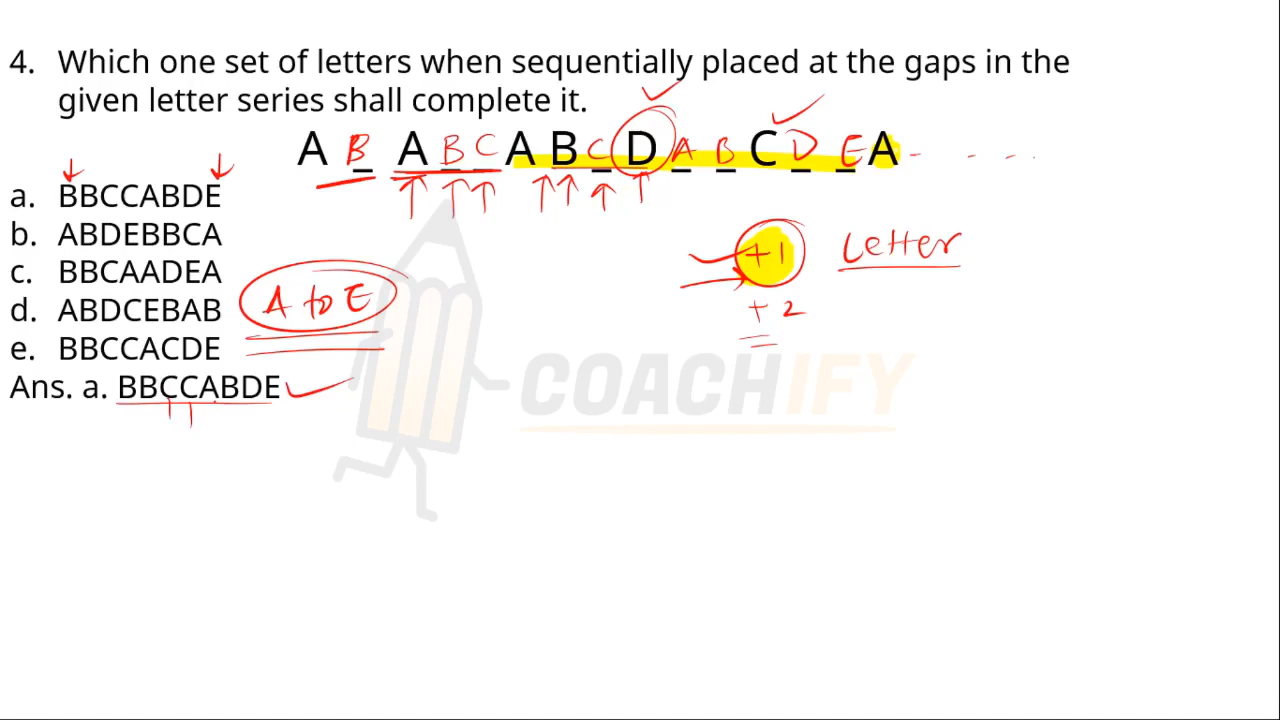 4. Which one set of letters when sequentially placed at the gaps in the
given letter series shall complete it.
A B A B C A B C D A B C D E A - - - -
a. BBCCABDE
b. ABDEBBCA
c. BBCAADEA
d. ABDCEBAB
e. BBCCACDE
Ans. a. BBCCABDE
A to E
+1 Letter
+2
COACHIFY